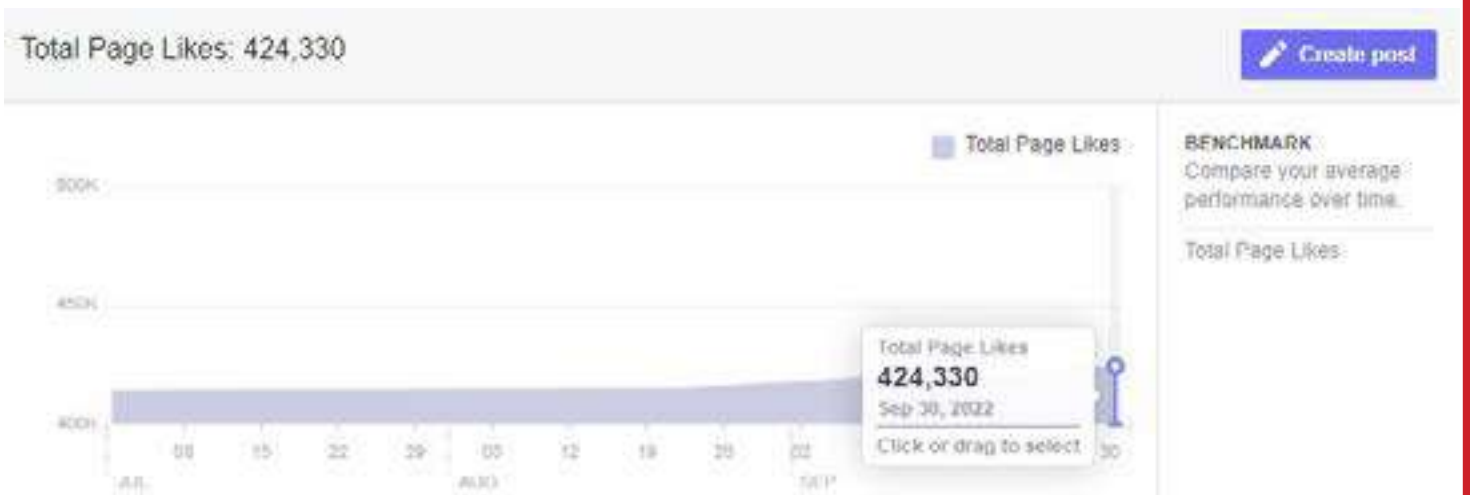 Total Page Likes: 424,330
Create post
Total Page Likes
BENCHMARK
Compare your average
performance over time.
Total Page Likes
500K
450K
400K
Total Page Likes
424,330
Sep 30, 2022
Click or drag to select
08 15 22 29 05 12 19 26 02 30
JUL AUG SEP